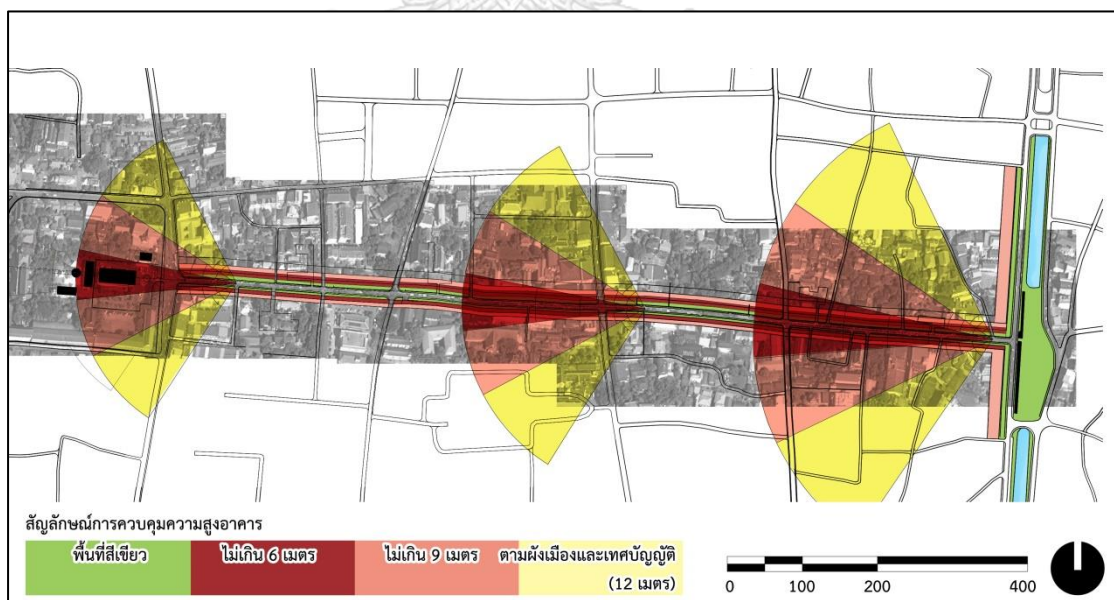 สัญลักษณ์การควบคุมความสูงอาคาร
พื้นที่สีเขียว
ไม่เกิน 6 เมตร
ไม่เกิน 9 เมตร
ตามผังเมืองและเทศบัญญัติ
(12 เมตร)
0 100 200 400